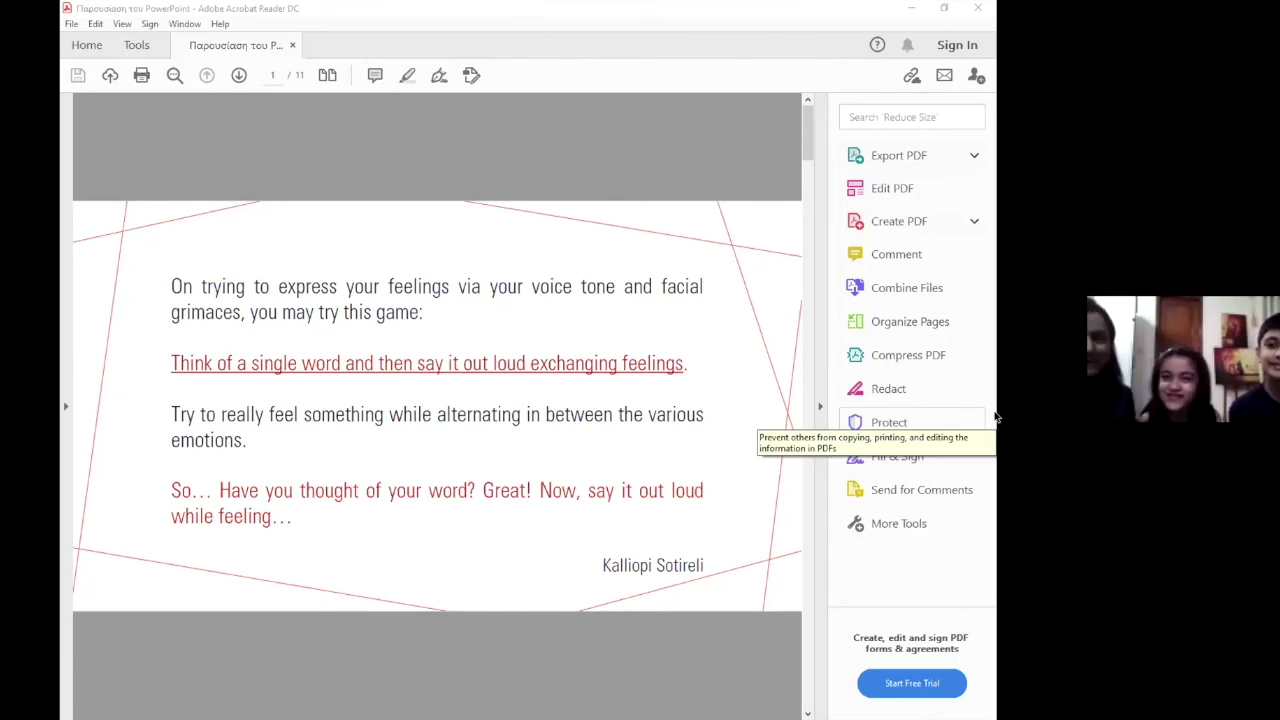 Παρουσίαση του PowerPoint - Adobe Acrobat Reader DC
File Edit View Sign Window Help
Home Tools Παρουσίαση του P... × Sign In
1 / 11
Search 'Reduce Size'
Export PDF
Edit PDF
Create PDF
Comment
Combine Files
Organize Pages
Compress PDF
Redact
Protect
Prevent others from copying, printing, and editing the
information in PDFs
Fill & Sign
Send for Comments
More Tools
Create, edit and sign PDF
forms & agreements
Start Free Trial
On trying to express your feelings via your voice tone and facial
grimaces, you may try this game:
Think of a single word and then say it out loud exchanging feelings.
Try to really feel something while alternating in between the various
emotions.
So... Have you thought of your word? Great! Now, say it out loud
while feeling...
Kalliopi Sotireli